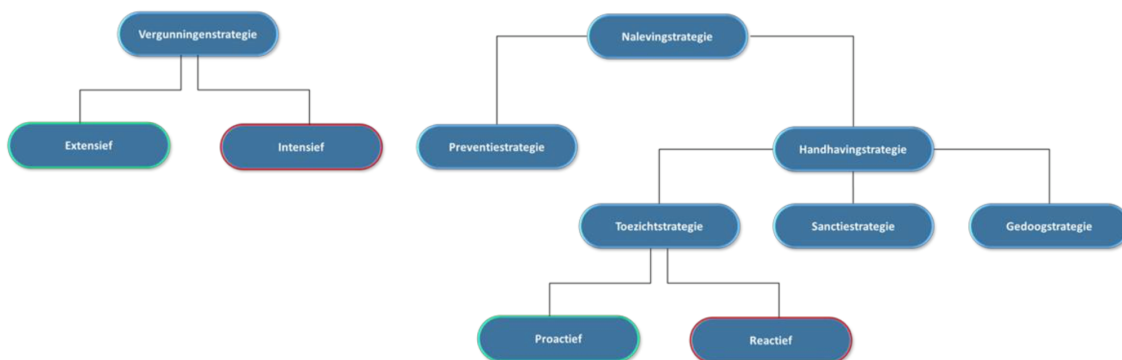 Vergunningenstrategie
Extensief
Intensief
Nalevingstrategie
Preventiestrategie
Handhavingstrategie
Toezichtstrategie
Sanctiestrategie
Gedoogstrategie
Proactief
Reactief